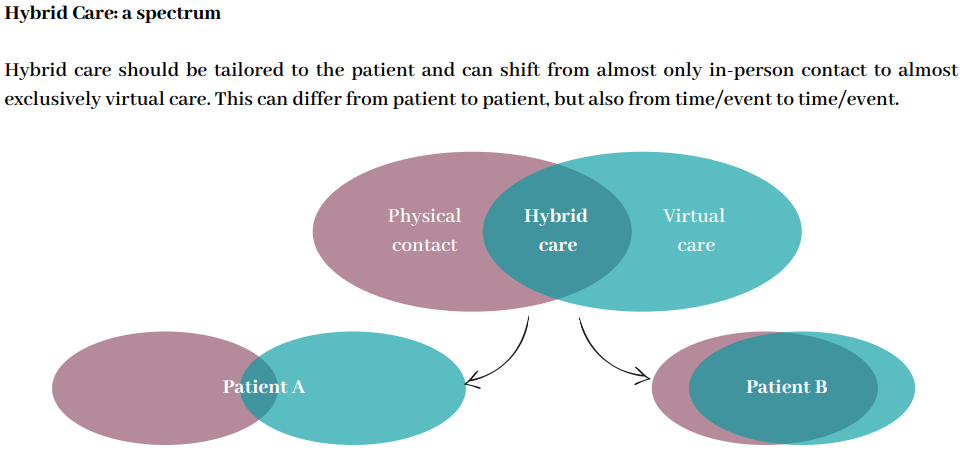 Hybrid Care: a spectrum
Hybrid care should be tailored to the patient and can shift from almost only in-person contact to almost
exclusively virtual care. This can differ from patient to patient, but also from time/event to time/event.
Physical
contact
Hybrid
care
Virtual
care
Patient A
Patient B